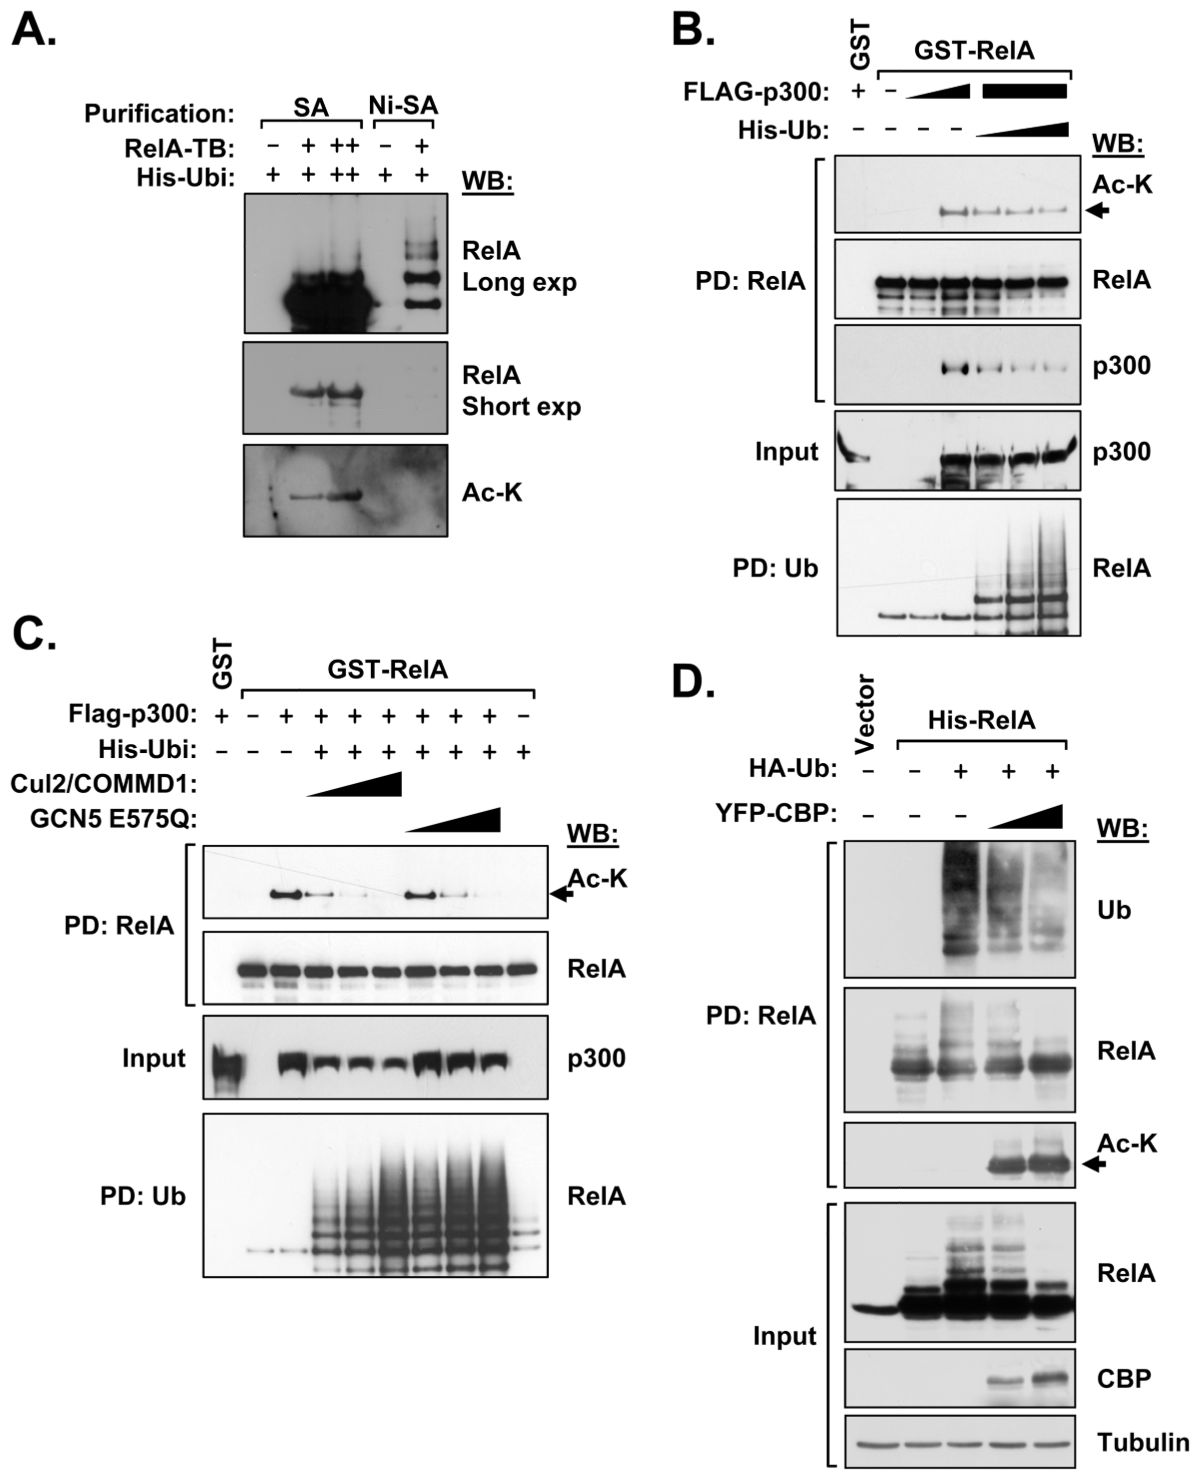 A.
Purification: SA Ni-SA
RelA-TB: – + ++ – +
His-Ubi: + + ++ + +
WB:
RelA
Long exp
RelA
Short exp
Ac-K
B.
GST
GST-RelA
FLAG-p300: + –
His-Ub: – – – –
WB:
Ac-K
PD: RelA
RelA
p300
Input
p300
PD: Ub
RelA
C.
GST
GST-RelA
Flag-p300: + – + + + + + + + –
His-Ubi: – – – + + + + + + +
Cul2/COMMD1:
GCN5 E575Q:
WB:
Ac-K
PD: RelA
RelA
Input
p300
PD: Ub
RelA
D.
Vector
His-RelA
HA-Ub: – – + + +
YFP-CBP: – – –
WB:
Ub
PD: RelA
RelA
Ac-K
RelA
Input
CBP
Tubulin